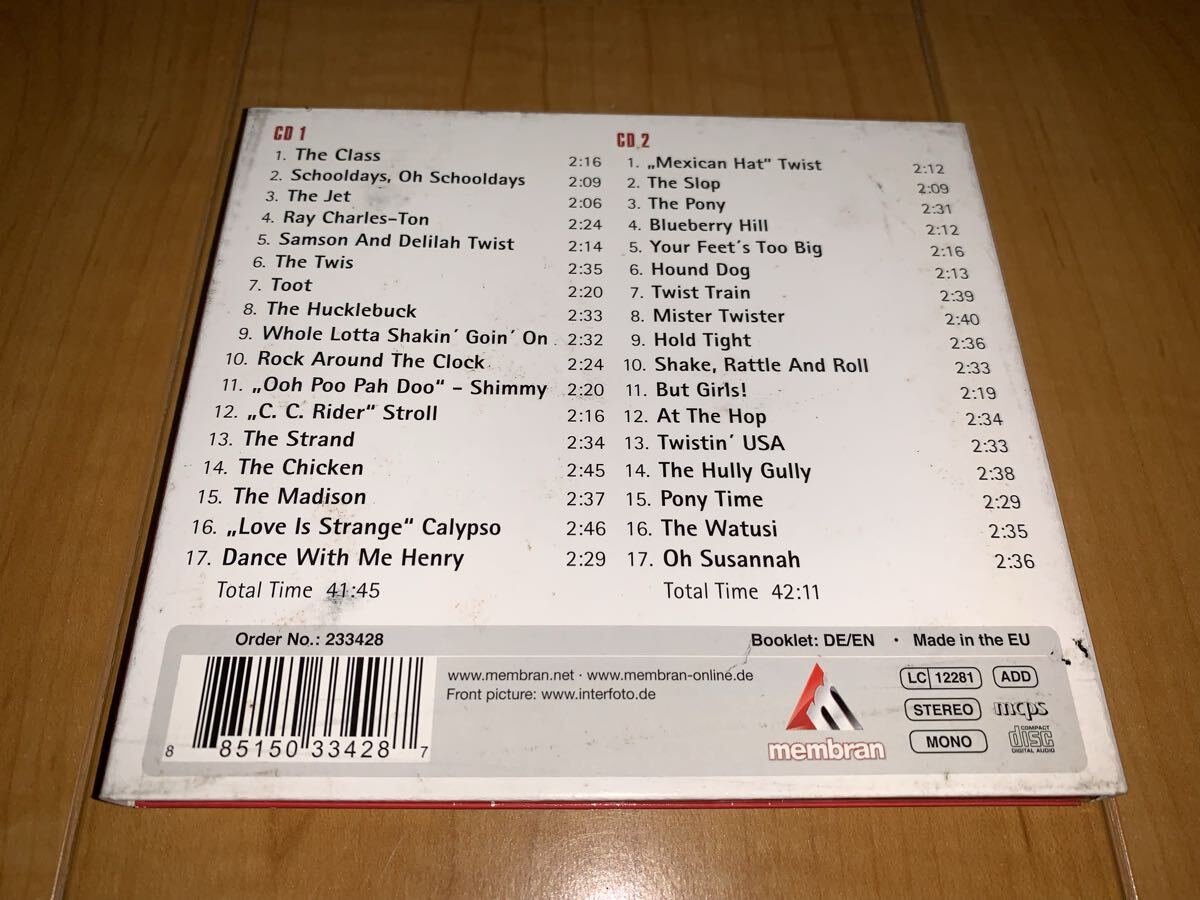 CD 1
1. The Class 2:16
2. Schooldays, Oh Schooldays 2:09
3. The Jet 2:06
4. Ray Charles-Ton 2:24
5. Samson And Delilah Twist 2:14
6. The Twis 2:35
7. Toot 2:20
8. The Hucklebuck 2:33
9. Whole Lotta Shakin´ Goin´ On 2:32
10. Rock Around The Clock 2:24
11. „Ooh Poo Pah Doo“ – Shimmy 2:20
12. „C. C. Rider“ Stroll 2:16
13. The Strand 2:34
14. The Chicken 2:45
15. The Madison 2:37
16. „Love Is Strange“ Calypso 2:46
17. Dance With Me Henry 2:29
Total Time 41:45
CD 2
1. „Mexican Hat“ Twist 2:12
2. The Slop 2:09
3. The Pony 2:31
4. Blueberry Hill 2:12
5. Your Feet´s Too Big 2:16
6. Hound Dog 2:13
7. Twist Train 2:39
8. Mister Twister 2:40
9. Hold Tight 2:36
10. Shake, Rattle And Roll 2:33
11. But Girls! 2:19
12. At The Hop 2:34
13. Twistin´ USA 2:33
14. The Hully Gully 2:38
15. Pony Time 2:29
16. The Watusi 2:35
17. Oh Susannah 2:36
Total Time 42:11
Order No.: 233428
Booklet: DE/EN · Made in the EU
8 85150 33428 7
www.membran.net · www.membran-online.de
Front picture: www.interfoto.de
membran
LC 12281 ADD
STEREO mcps
MONO
COMPACT
disc
DIGITAL AUDIO